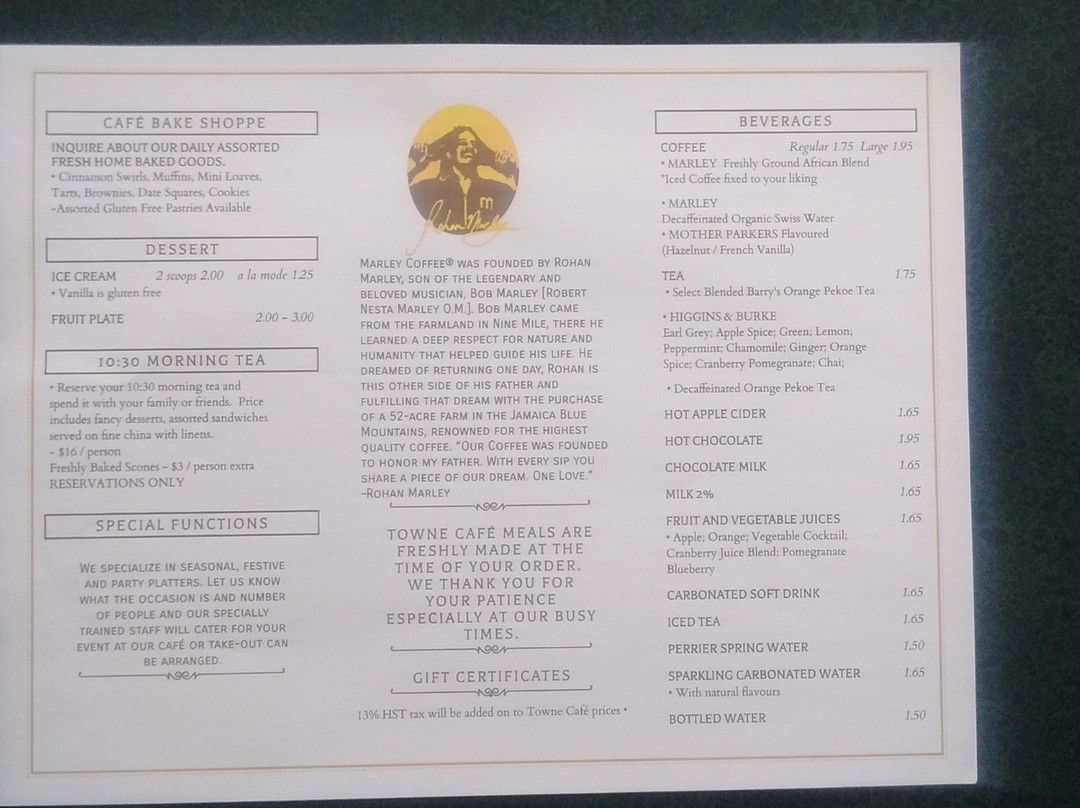 CAFÉ BAKE SHOPPE
INQUIRE ABOUT OUR DAILY ASSORTED
FRESH HOME BAKED GOODS.
• Cinnamon Swirls, Muffins, Mini Loaves,
Tarts, Brownies, Date Squares, Cookies
~Assorted Gluten Free Pastries Available
DESSERT
ICE CREAM 2 scoops 2.00 a la mode 1.25
• Vanilla is gluten free
FRUIT PLATE 2.00 – 3.00
10:30 MORNING TEA
• Reserve your 10:30 morning tea and
spend it with your family or friends. Price
includes fancy desserts, assorted sandwiches
served on fine china with linens.
~ $16 / person
Freshly Baked Scones ~ $3 / person extra
RESERVATIONS ONLY
SPECIAL FUNCTIONS
WE SPECIALIZE IN SEASONAL, FESTIVE
AND PARTY PLATTERS. LET US KNOW
WHAT THE OCCASION IS AND NUMBER
OF PEOPLE AND OUR SPECIALLY
TRAINED STAFF WILL CATER FOR YOUR
EVENT AT OUR CAFÉ OR TAKE-OUT CAN
BE ARRANGED.
Rohan Marley
MARLEY COFFEE® WAS FOUNDED BY ROHAN
MARLEY, SON OF THE LEGENDARY AND
BELOVED MUSICIAN, BOB MARLEY [ROBERT
NESTA MARLEY O.M.]. BOB MARLEY CAME
FROM THE FARMLAND IN NINE MILE, THERE HE
LEARNED A DEEP RESPECT FOR NATURE AND
HUMANITY THAT HELPED GUIDE HIS LIFE. HE
DREAMED OF RETURNING ONE DAY, ROHAN IS
THIS OTHER SIDE OF HIS FATHER AND
FULFILLING THAT DREAM WITH THE PURCHASE
OF A 52-ACRE FARM IN THE JAMAICA BLUE
MOUNTAINS, RENOWNED FOR THE HIGHEST
QUALITY COFFEE. "OUR COFFEE WAS FOUNDED
TO HONOR MY FATHER. WITH EVERY SIP YOU
SHARE A PIECE OF OUR DREAM. ONE LOVE."
~ROHAN MARLEY
TOWNE CAFÉ MEALS ARE
FRESHLY MADE AT THE
TIME OF YOUR ORDER.
WE THANK YOU FOR
YOUR PATIENCE
ESPECIALLY AT OUR BUSY
TIMES.
GIFT CERTIFICATES
13% HST tax will be added on to Towne Café prices •
BEVERAGES
COFFEE Regular 1.75 Large 1.95
• MARLEY Freshly Ground African Blend
*Iced Coffee fixed to your liking
• MARLEY
Decaffeinated Organic Swiss Water
• MOTHER PARKERS Flavoured
(Hazelnut / French Vanilla)
TEA 1.75
• Select Blended Barry's Orange Pekoe Tea
• HIGGINS & BURKE
Earl Grey; Apple Spice; Green; Lemon;
Peppermint; Chamomile; Ginger; Orange
Spice; Cranberry Pomegranate; Chai;
• Decaffeinated Orange Pekoe Tea
HOT APPLE CIDER 1.65
HOT CHOCOLATE 1.95
CHOCOLATE MILK 1.65
MILK 2% 1.65
FRUIT AND VEGETABLE JUICES 1.65
• Apple; Orange; Vegetable Cocktail;
Cranberry Juice Blend; Pomegranate
Blueberry
CARBONATED SOFT DRINK 1.65
ICED TEA 1.65
PERRIER SPRING WATER 1.50
SPARKLING CARBONATED WATER 1.65
• With natural flavours
BOTTLED WATER 1.50